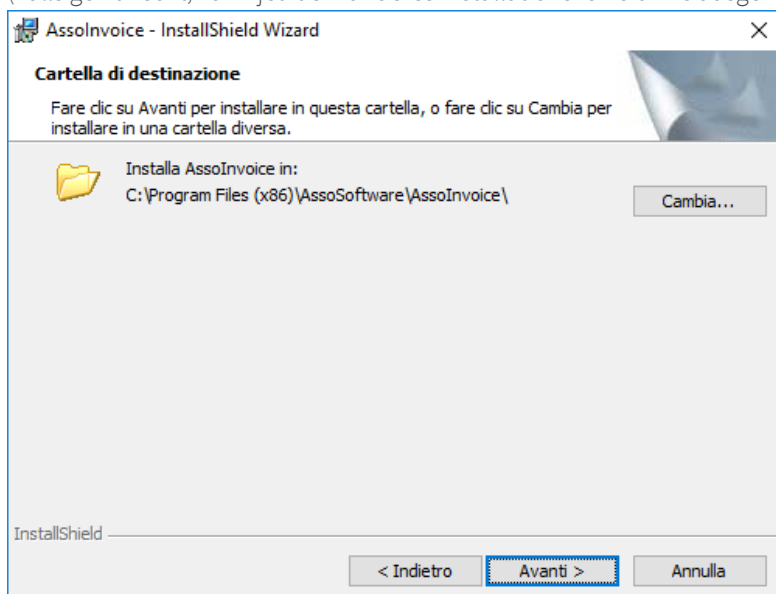 AssoInvoice - InstallShield Wizard
Cartella di destinazione
Fare clic su Avanti per installare in questa cartella, o fare clic su Cambia per
installare in una cartella diversa.
Installa AssoInvoice in:
C:\Program Files (x86)\AssoSoftware\AssoInvoice\
Cambia...
InstallShield
< Indietro
Avanti >
Annulla